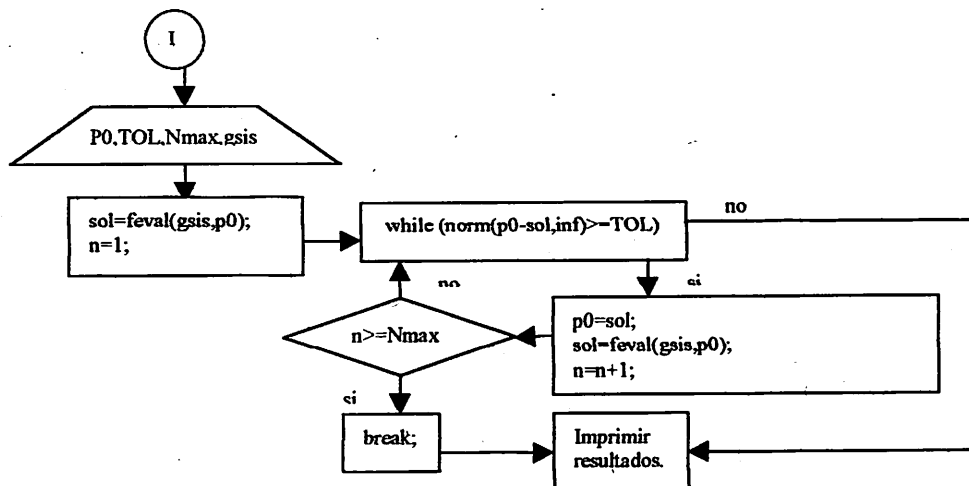 I
P0,TOL,Nmax,gsis
sol=feval(gsis,p0);
n=1;
while (norm(p0-sol,inf)>=TOL)
no
si
no
p0=sol;
sol=feval(gsis,p0);
n=n+1;
n>=Nmax
si
break;
Imprimir
resultados.